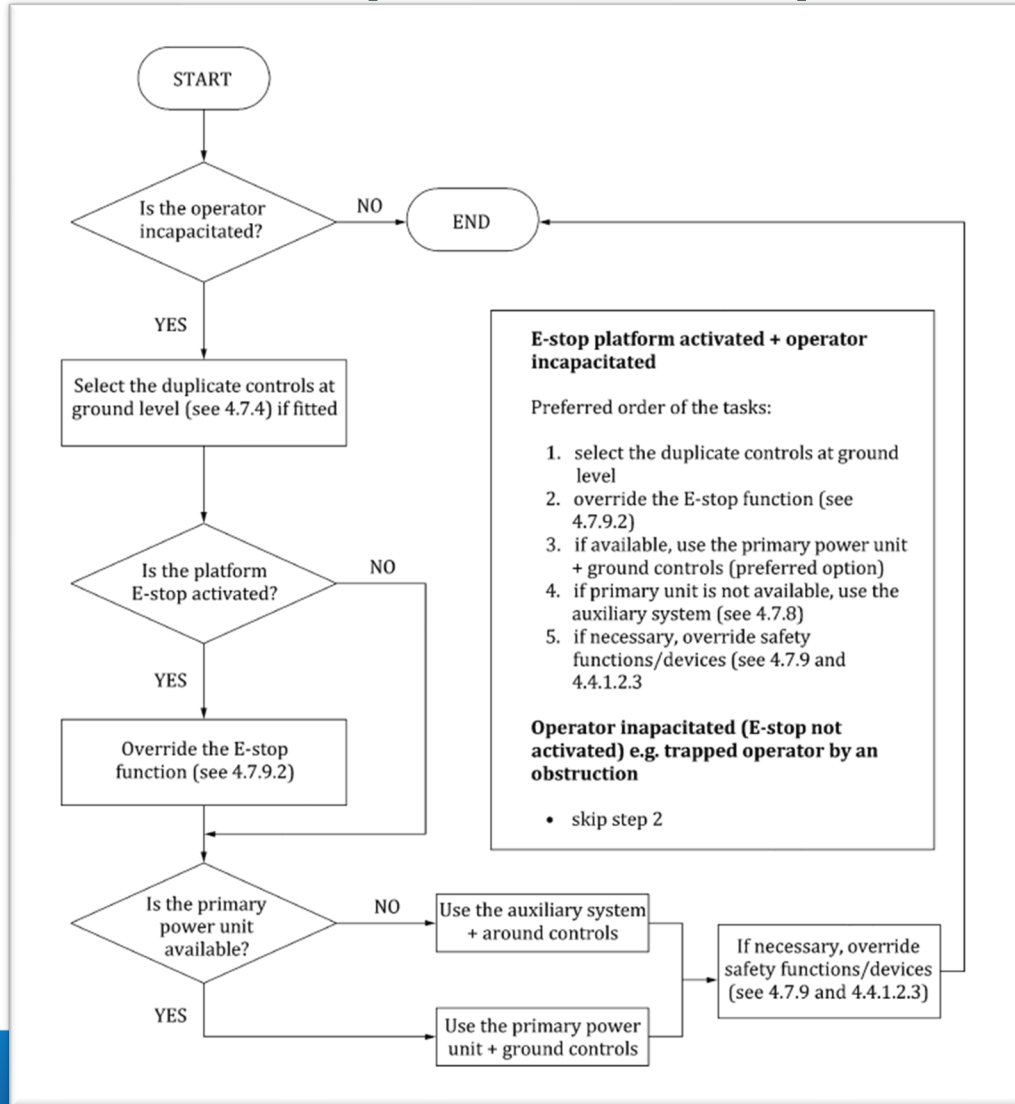 START
Is the operator
incapacitated?
NO
END
YES
Select the duplicate controls at
ground level (see 4.7.4) if fitted
Is the platform
E-stop activated?
NO
YES
Override the E-stop
function (see 4.7.9.2)
Is the primary
power unit
available?
NO
Use the auxiliary system
+ around controls
YES
Use the primary power
unit + ground controls
If necessary, override
safety functions/devices
(see 4.7.9 and 4.4.1.2.3)
E-stop platform activated + operator
incapacitated
Preferred order of the tasks:
1. select the duplicate controls at ground
level
2. override the E-stop function (see
4.7.9.2)
3. if available, use the primary power unit
+ ground controls (preferred option)
4. if primary unit is not available, use the
auxiliary system (see 4.7.8)
5. if necessary, override safety
functions/devices (see 4.7.9 and
4.4.1.2.3
Operator inapacitated (E-stop not
activated) e.g. trapped operator by an
obstruction
• skip step 2